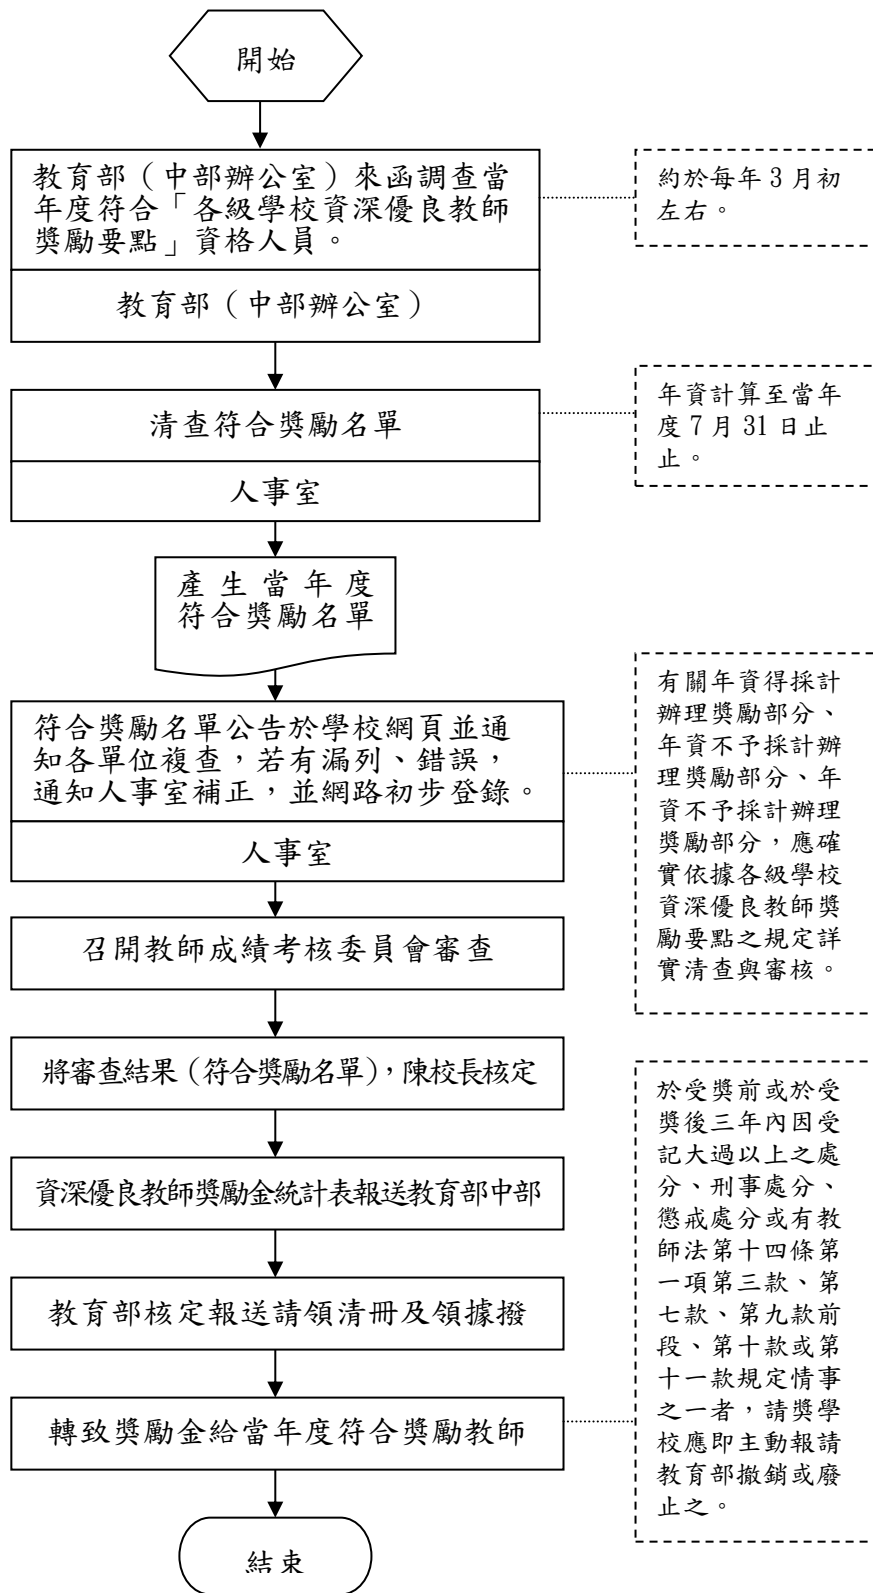 開始
教育部（中部辦公室）來函調查當
年度符合「各級學校資深優良教師
獎勵要點」資格人員。
教育部（中部辦公室）
約於每年 3 月初
左右。
清查符合獎勵名單
人事室
年資計算至當年
度 7 月 31 日止
止。
產生當年度
符合獎勵名單
符合獎勵名單公告於學校網頁並通
知各單位複查，若有漏列、錯誤，
通知人事室補正，並網路初步登錄。
人事室
有關年資得採計
辦理獎勵部分、
年資不予採計辦
理獎勵部分、年
資不予採計辦理
獎勵部分，應確
實依據各級學校
資深優良教師獎
勵要點之規定詳
實清查與審核。
召開教師成績考核委員會審查
將審查結果（符合獎勵名單），陳校長核定
資深優良教師獎勵金統計表報送教育部中部
教育部核定報送請領清冊及領據撥
轉致獎勵金給當年度符合獎勵教師
於受獎前或於受
獎後三年內因受
記大過以上之處
分、刑事處分、
懲戒處分或有教
師法第十四條第
一項第三款、第
七款、第九款前
段、第十款或第
十一款規定情事
之一者，請獎學
校應即主動報請
教育部撤銷或廢
止之。
結束